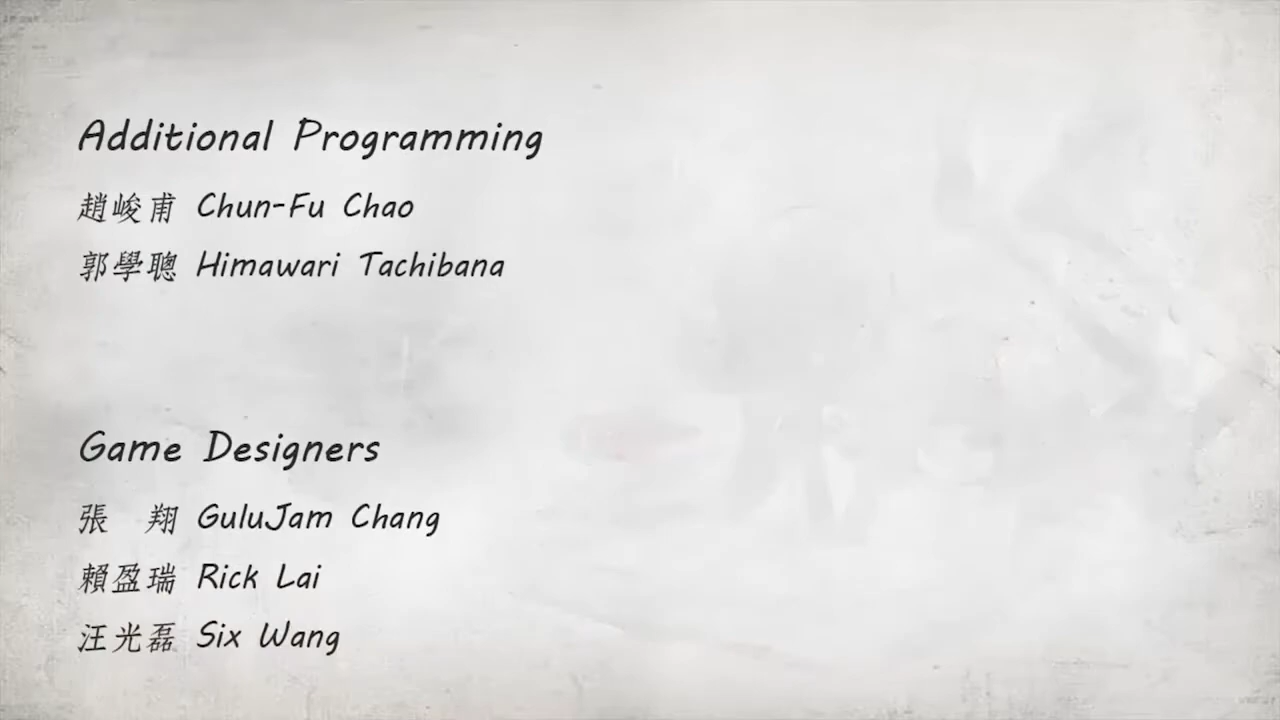 Additional Programming
趙峻甫 Chun-Fu Chao
郭學聰 Himawari Tachibana
Game Designers
張　翔 GuluJam Chang
賴盈瑞 Rick Lai
汪光磊 Six Wang